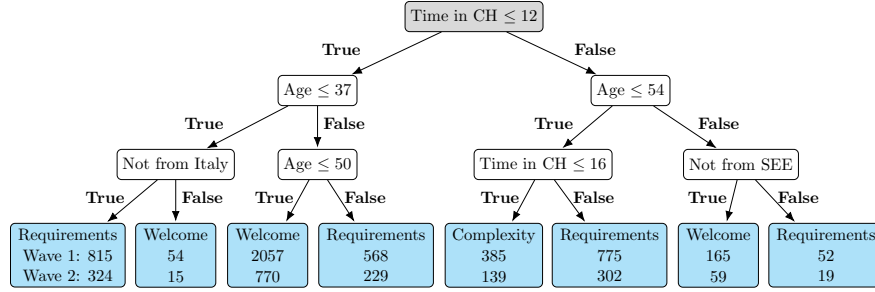 Time in CH ≤ 12
True
False
Age ≤ 37
Age ≤ 54
True
False
True
False
Not from Italy
Age ≤ 50
Time in CH ≤ 16
Not from SEE
True
False
True
False
True
False
True
False
Requirements
Wave 1: 815
Wave 2: 324
Welcome
54
15
Welcome
2057
770
Requirements
568
229
Complexity
385
139
Requirements
775
302
Welcome
165
59
Requirements
52
19